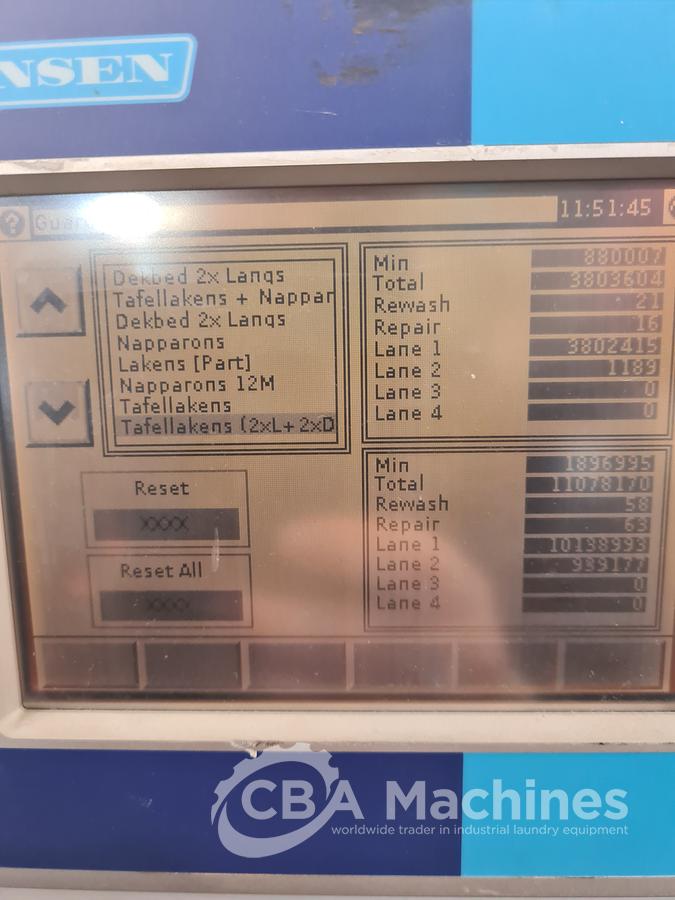 NSEN
? 11:51:45
Dekbed 2x Langs
Tafellakens + Nappar
Dekbed 2x Langs
Napparons
Lakens [Part]
Napparons 12M
Tafellakens
Tafellakens (2xL+2xD
Min 880007
Total 3803604
Rewash 21
Repair 16
Lane 1 3802415
Lane 2 1189
Lane 3 0
Lane 4 0
Reset
XXXX
Reset All
XXXX
Min 1896995
Total 11078170
Rewash 58
Repair 63
Lane 1 10138993
Lane 2 939177
Lane 3 0
Lane 4 0
CBA Machines
worldwide trader in industrial laundry equipment